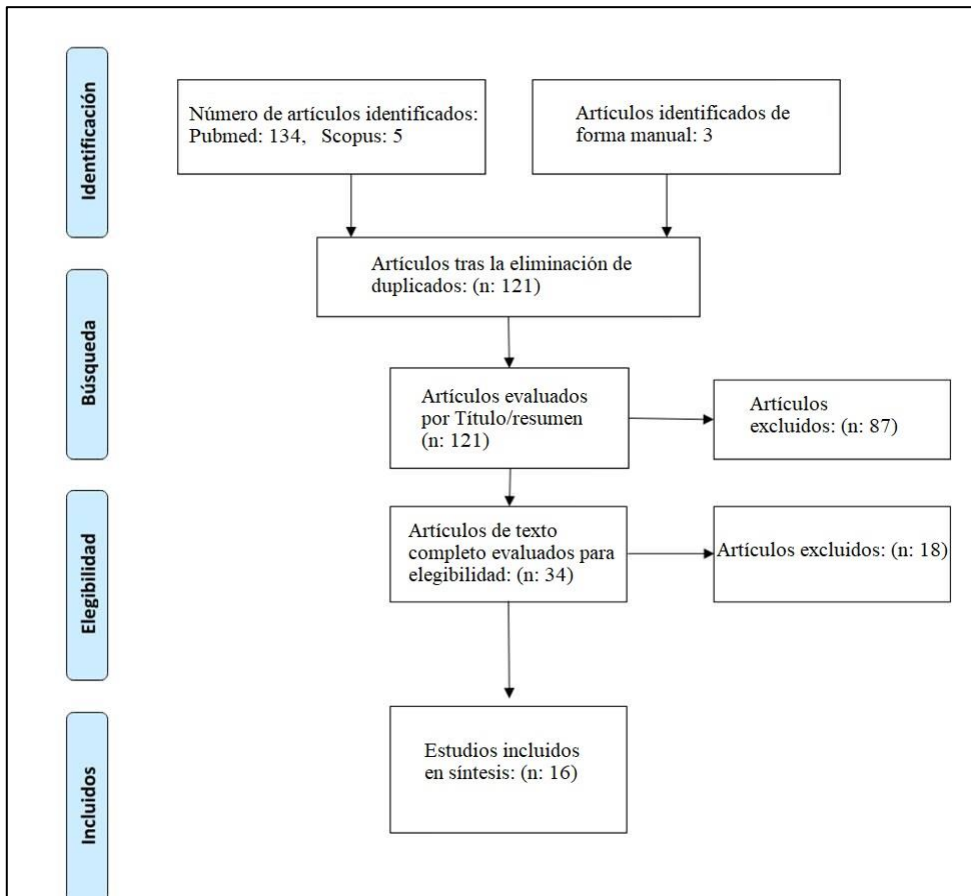 Identificación
Número de artículos identificados:
Pubmed: 134, Scopus: 5
Artículos identificados de
forma manual: 3
Artículos tras la eliminación de
duplicados: (n: 121)
Búsqueda
Artículos evaluados
por Título/resumen
(n: 121)
Artículos
excluidos: (n: 87)
Elegibilidad
Artículos de texto
completo evaluados para
elegibilidad: (n: 34)
Artículos excluidos: (n: 18)
Incluidos
Estudios incluidos
en síntesis: (n: 16)